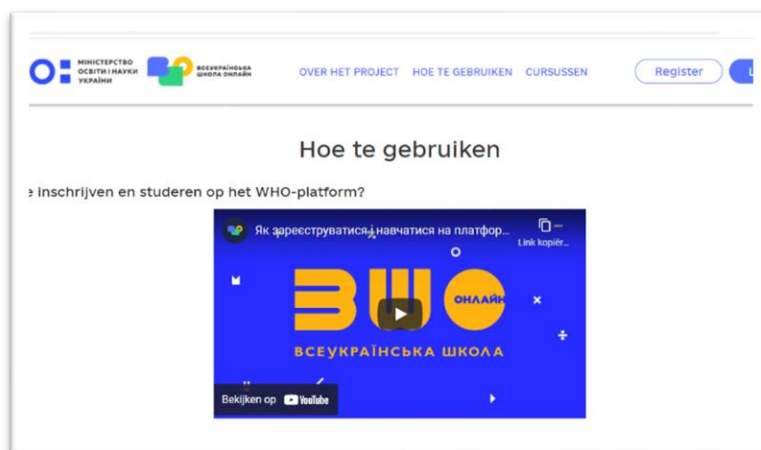 МІНІСТЕРСТВО
ОСВІТИ І НАУКИ
УКРАЇНИ
ВСЕУКРАЇНСЬКА
ШКОЛА ОНЛАЙН
OVER HET PROJECT HOE TE GEBRUIKEN CURSUSSEN Register L
Hoe te gebruiken
e inschrijven en studeren op het WHO-platform?
Як зареєструватися і навчатися на платфор...
Link kopiër...
ВШО
ОНЛАЙН
ВСЕУКРАЇНСЬКА ШКОЛА
Bekijken op YouTube